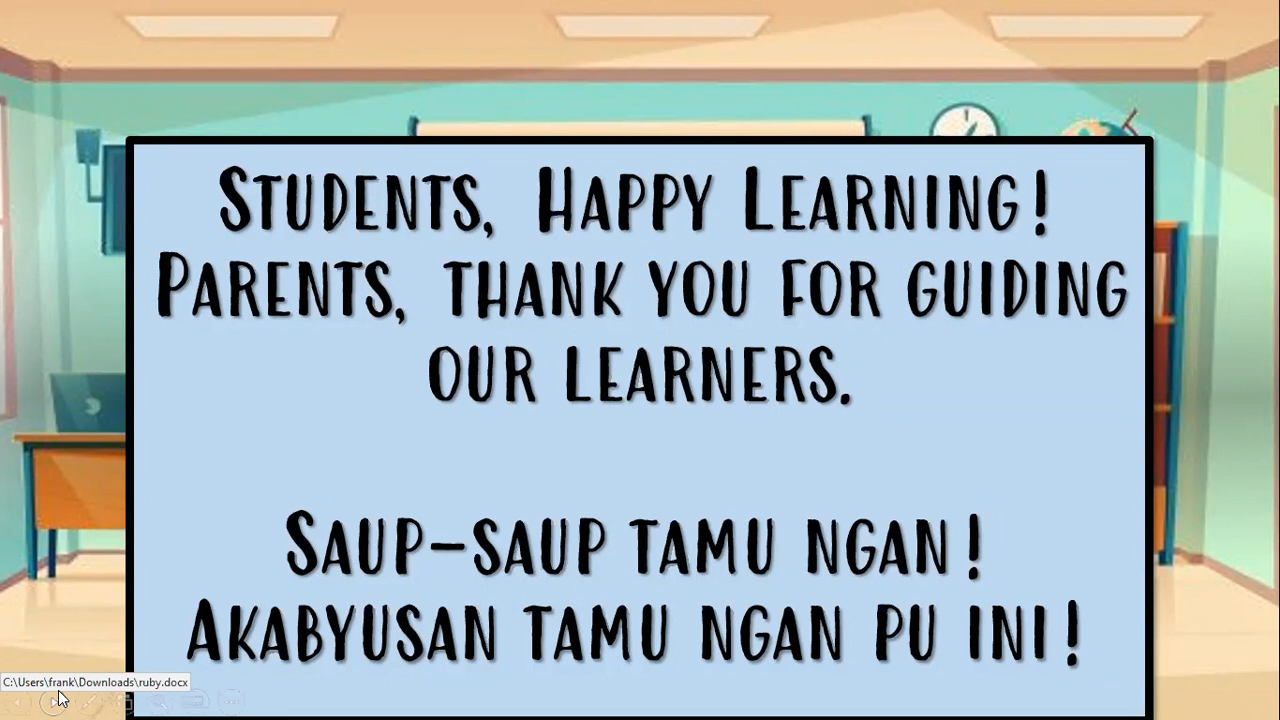 Students, Happy Learning!
Parents, thank you for guiding
our learners.
Saup-saup tamu ngan!
Akabyusan tamu ngan pu ini!
C:\Users\frank\Downloads\ruby.docx